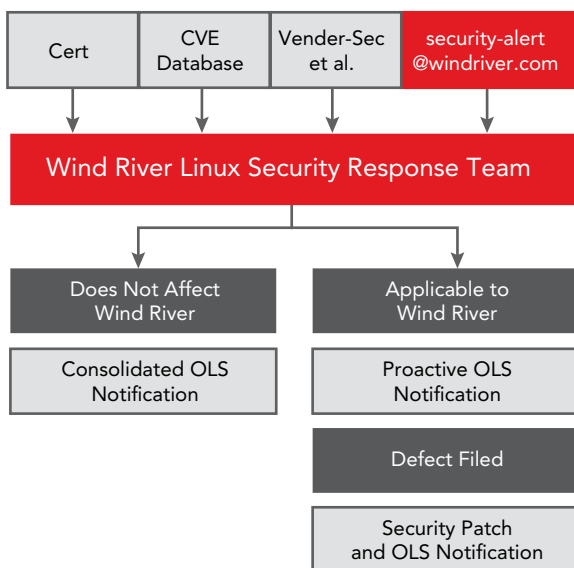 Cert
CVE
Database
Vender-Sec
et al.
security-alert
@windriver.com
Wind River Linux Security Response Team
Does Not Affect
Wind River
Applicable to
Wind River
Consolidated OLS
Notification
Proactive OLS
Notification
Defect Filed
Security Patch
and OLS Notification